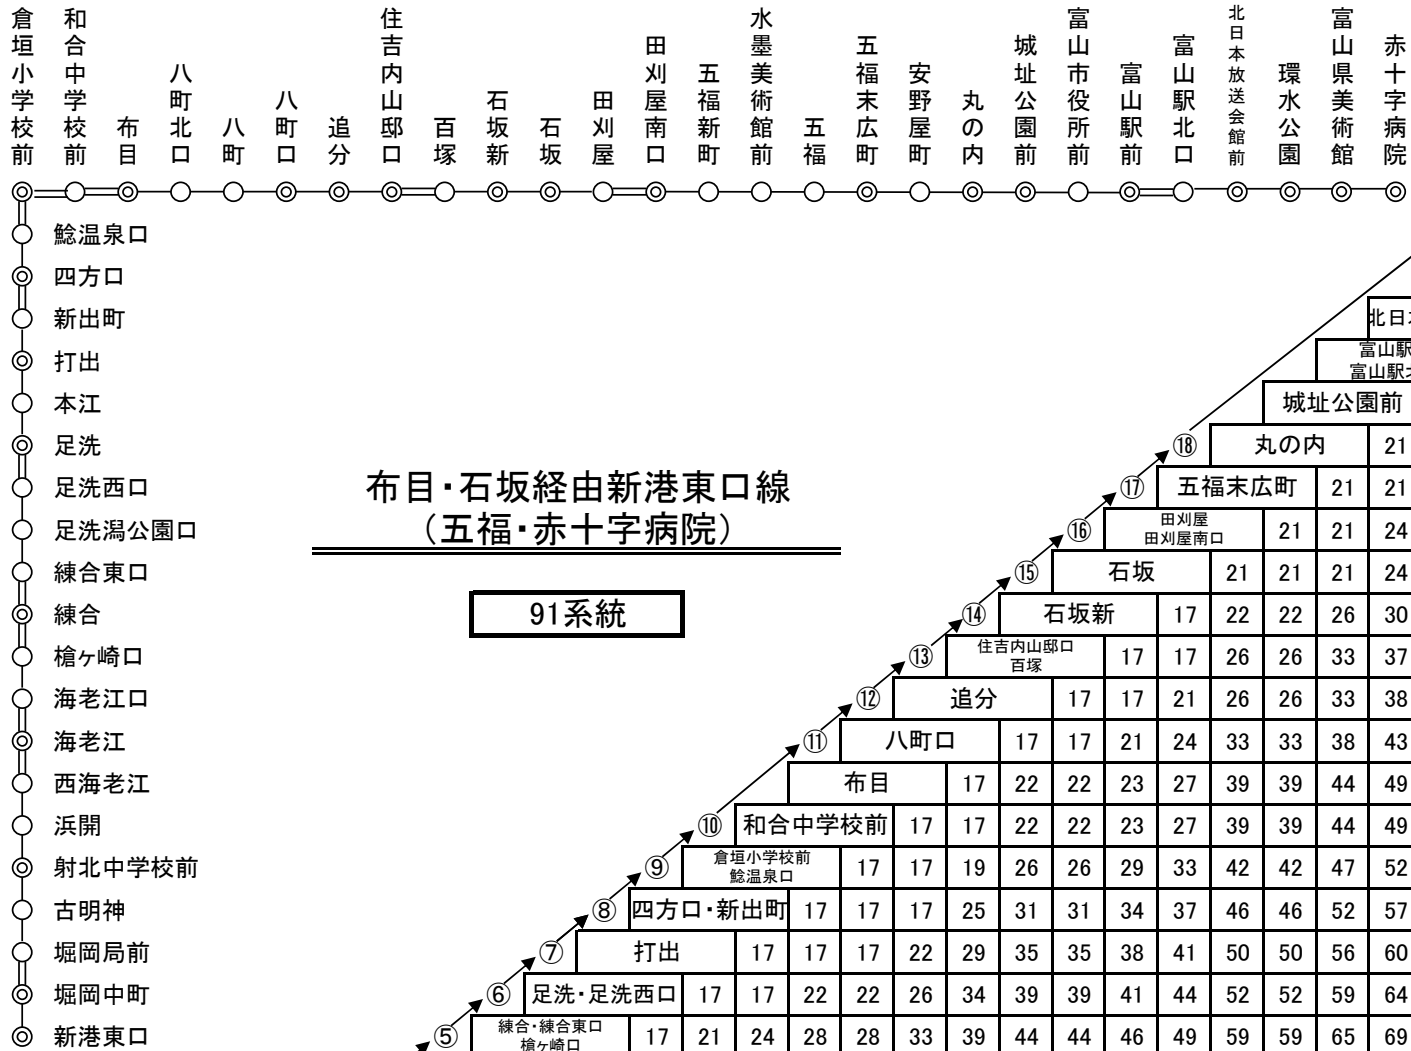 倉垣小学校前
和合中学校前
布目
八町北口
八町
八町口
追分
住吉内山邸口
百塚
石坂新
石坂
田刈屋
田刈屋南口
五福新町
水墨美術館前
五福
五福末広町
安野屋町
丸の内
城址公園前
富山市役所前
富山駅前
富山駅北口
北日本放送会館前
環水公園
富山県美術館
赤十字病院
鯰温泉口
四方口
新出町
打出
本江
足洗
足洗西口
足洗潟公園口
練合東口
練合
槍ヶ崎口
海老江口
海老江
西海老江
浜開
射北中学校前
古明神
堀岡局前
堀岡中町
新港東口
布目・石坂経由新港東口線
（五福・赤十字病院）
91系統
北日
富山駅
富山駅
城址公園前
⑱ 丸の内 21
⑰ 五福末広町 21 21
⑯ 田刈屋
田刈屋南口 21 21 24
⑮ 石坂 21 21 21 24
⑭ 石坂新 17 22 22 26 30
⑬ 住吉内山邸口
百塚 17 17 26 26 33 37
⑫ 追分 17 17 21 26 26 33 38
⑪ 八町口 17 17 21 24 33 33 38 43
布目 17 22 22 23 27 39 39 44 49
⑩ 和合中学校前 17 17 22 22 23 27 39 39 44 49
⑨ 倉垣小学校前
鯰温泉口 17 17 19 26 26 29 33 42 42 47 52
⑧ 四方口・新出町 17 17 17 25 31 31 34 37 46 46 52 57
⑦ 打出 17 17 17 22 29 35 35 38 41 50 50 56 60
⑥ 足洗・足洗西口 17 17 22 22 26 34 39 39 41 44 52 52 59 64
⑤ 練合・練合東口
槍ヶ崎口 17 21 24 28 28 33 39 44 44 46 49 59 59 65 69